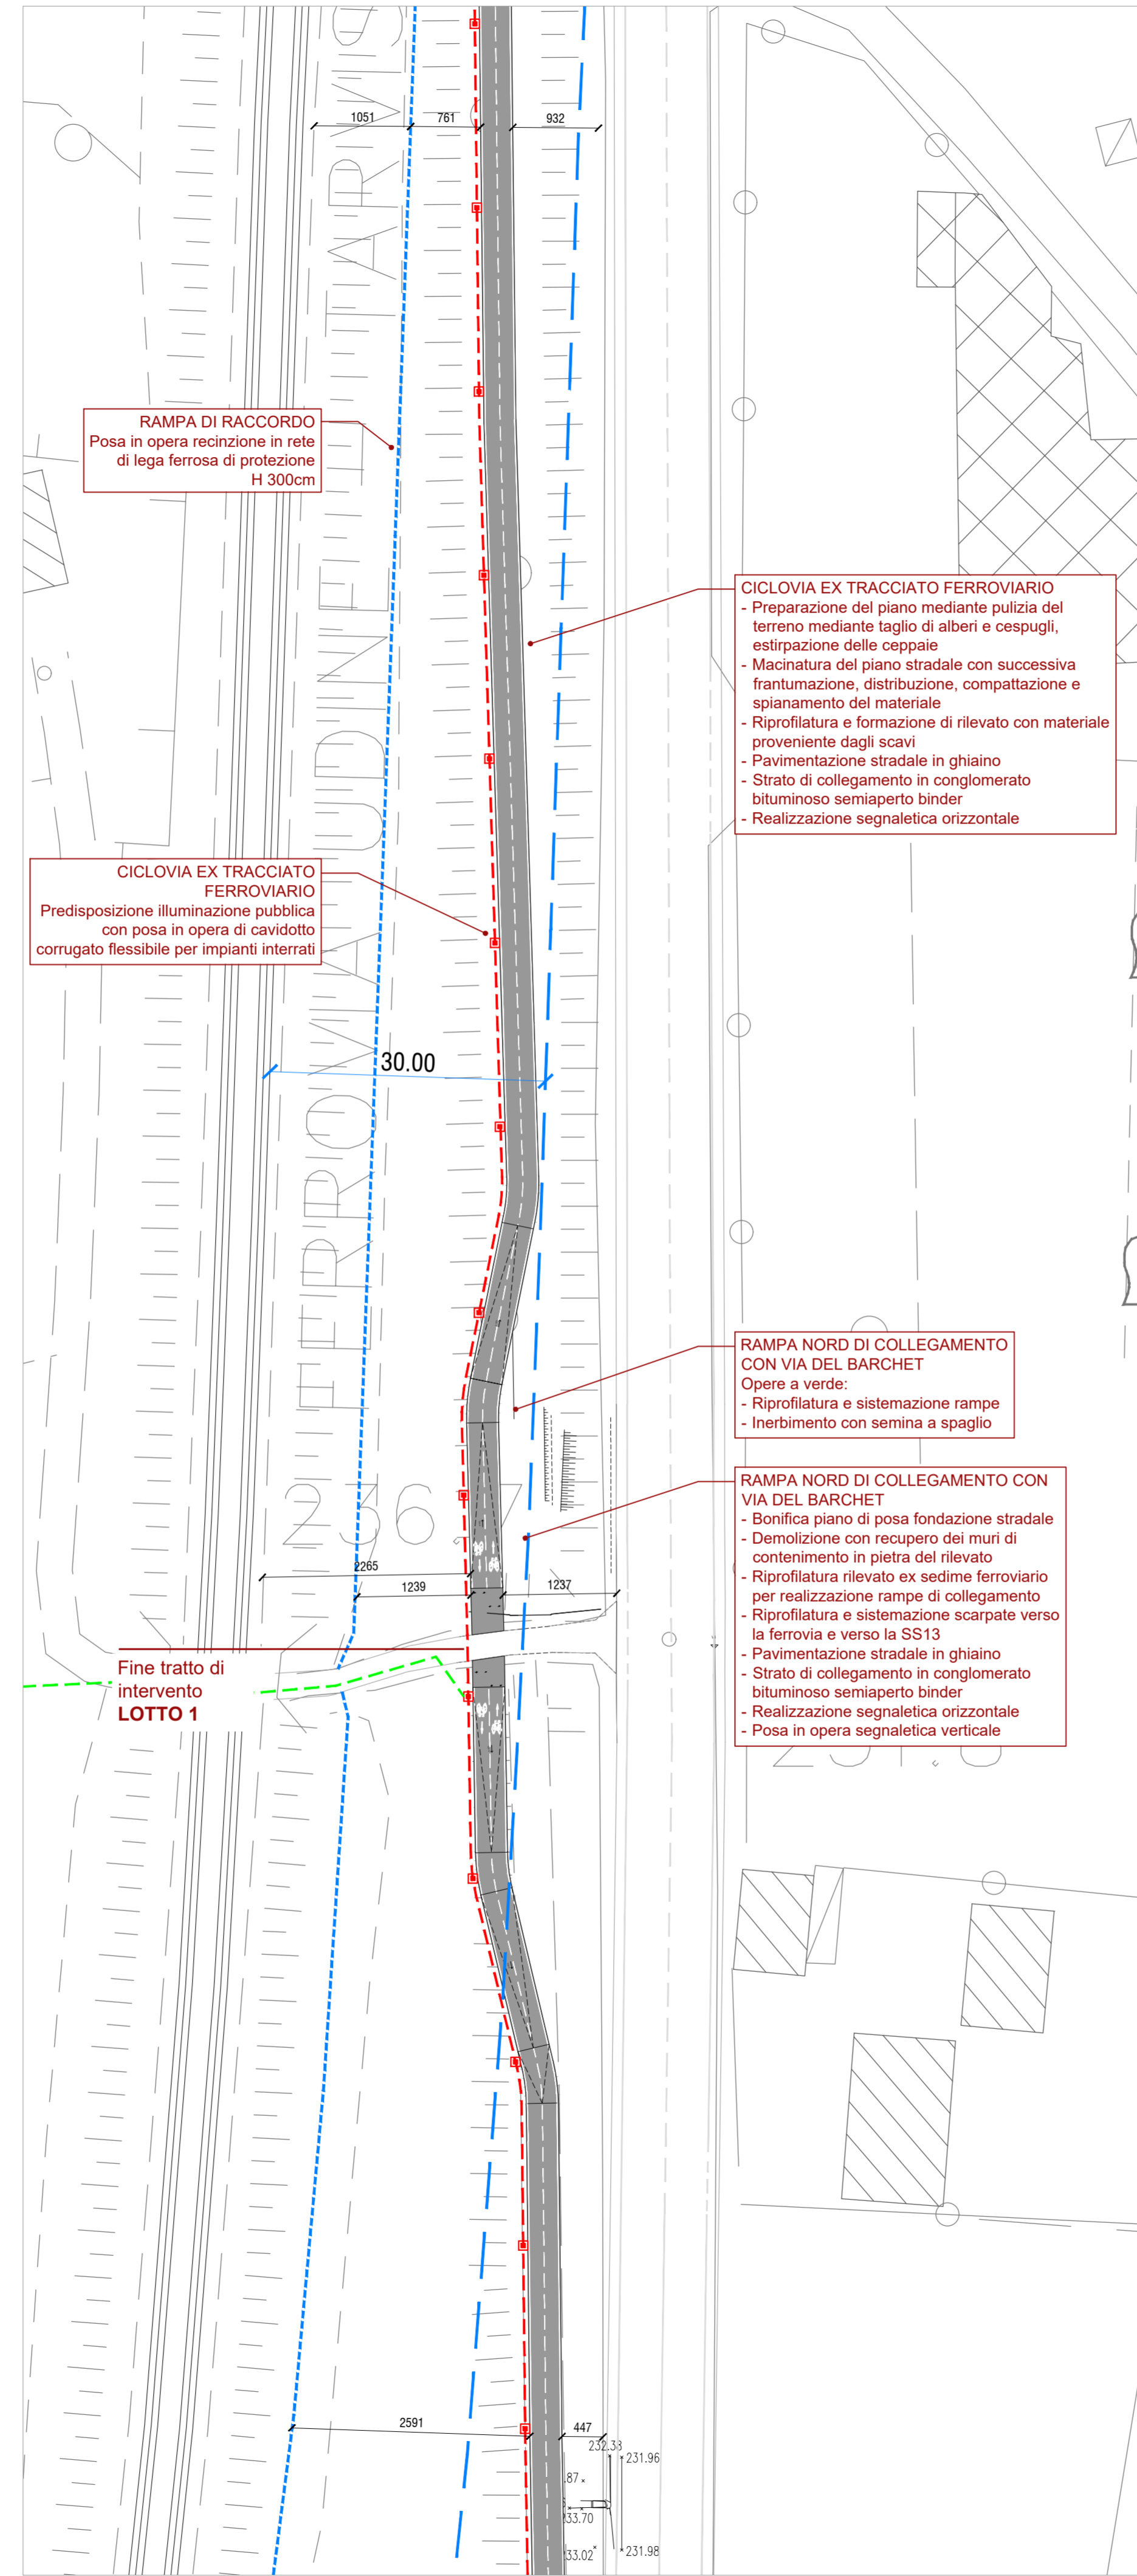 1051
761
932
RAMPA DI RACCORDO
Posa in opera recinzione in rete
di lega ferrosa di protezione
H 300cm
CICLOVIA EX TRACCIATO FERROVIARIO
- Preparazione del piano mediante pulizia del
terreno mediante taglio di alberi e cespugli,
estirpazione delle ceppaie
- Macinatura del piano stradale con successiva
frantumazione, distribuzione, compattazione e
spianamento del materiale
- Riprofilatura e formazione di rilevato con materiale
proveniente dagli scavi
- Pavimentazione stradale in ghiaino
- Strato di collegamento in conglomerato
bituminoso semiaperto binder
- Realizzazione segnaletica orizzontale
CICLOVIA EX TRACCIATO
FERROVIARIO
Predisposizione illuminazione pubblica
con posa in opera di cavidotto
corrugato flessibile per impianti interrati
30.00
FERROVIA UDINE TARVIS
RAMPA NORD DI COLLEGAMENTO
CON VIA DEL BARCHET
Opere a verde:
- Riprofilatura e sistemazione rampe
- Inerbimento con semina a spaglio
RAMPA NORD DI COLLEGAMENTO CON
VIA DEL BARCHET
- Bonifica piano di posa fondazione stradale
- Demolizione con recupero dei muri di
contenimento in pietra del rilevato
- Riprofilatura rilevato ex sedime ferroviario
per realizzazione rampe di collegamento
- Riprofilatura e sistemazione scarpate verso
la ferrovia e verso la SS13
- Pavimentazione stradale in ghiaino
- Strato di collegamento in conglomerato
bituminoso semiaperto binder
- Realizzazione segnaletica orizzontale
- Posa in opera segnaletica verticale
2265
1239
1237
Fine tratto di
intervento
LOTTO 1
2591
447
232.38
231.96
.87
33.70
33.02
231.98